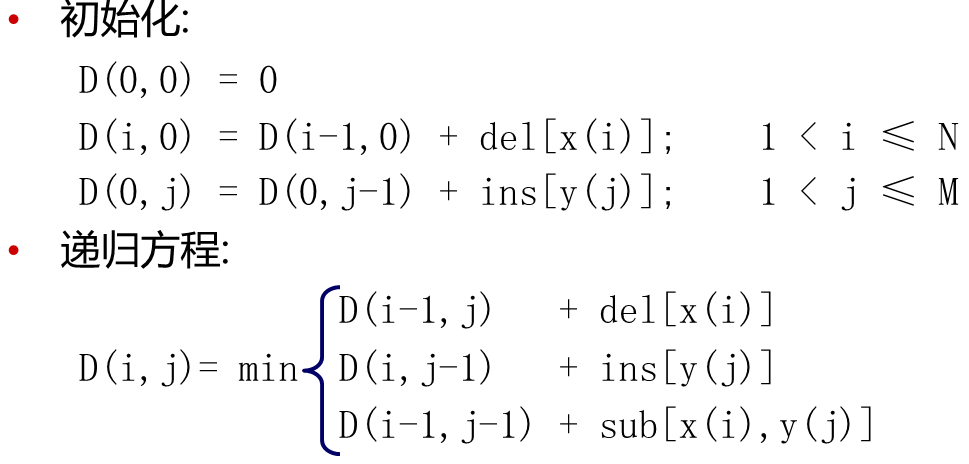 • 初始化:
D(0,0) = 0
D(i,0) = D(i-1,0) + del[x(i)]; 1 < i ≤ N
D(0,j) = D(0,j-1) + ins[y(j)]; 1 < j ≤ M
• 递归方程:
D(i-1,j) + del[x(i)]
D(i,j)= min D(i,j-1) + ins[y(j)]
D(i-1,j-1) + sub[x(i),y(j)]